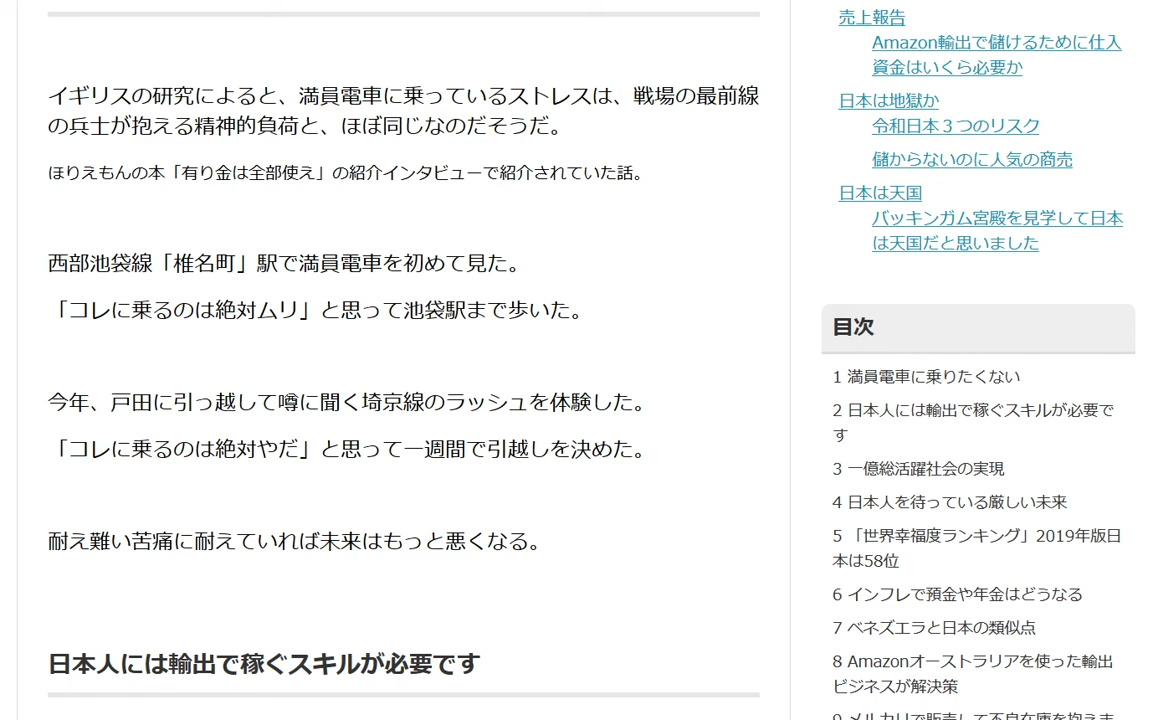 イギリスの研究によると、満員電車に乗っているストレスは、戦場の最前線
の兵士が抱える精神的負荷と、ほぼ同じなのだそうだ。
ほりえもんの本「有り金は全部使え」の紹介インタビューで紹介されていた話。
西部池袋線「椎名町」駅で満員電車を初めて見た。
「コレに乗るのは絶対ムリ」と思って池袋駅まで歩いた。
今年、戸田に引っ越して噂に聞く埼京線のラッシュを体験した。
「コレに乗るのは絶対やだ」と思って一週間で引越しを決めた。
耐え難い苦痛に耐えていれば未来はもっと悪くなる。
日本人には輸出で稼ぐスキルが必要です
売上報告
Amazon輸出で儲けるために仕入
資金はいくら必要か
日本は地獄か
令和日本３つのリスク
儲からないのに人気の商売
日本は天国
バッキンガム宮殿を見学して日本
は天国だと思いました
目次
1 満員電車に乗りたくない
2 日本人には輸出で稼ぐスキルが必要で
す
3 一億総活躍社会の実現
4 日本人を待っている厳しい未来
5 「世界幸福度ランキング」2019年版日
本は58位
6 インフレで預金や年金はどうなる
7 ベネズエラと日本の類似点
8 Amazonオーストラリアを使った輸出
ビジネスが解決策
9 メルカリで販売して不良在庫を抱えま